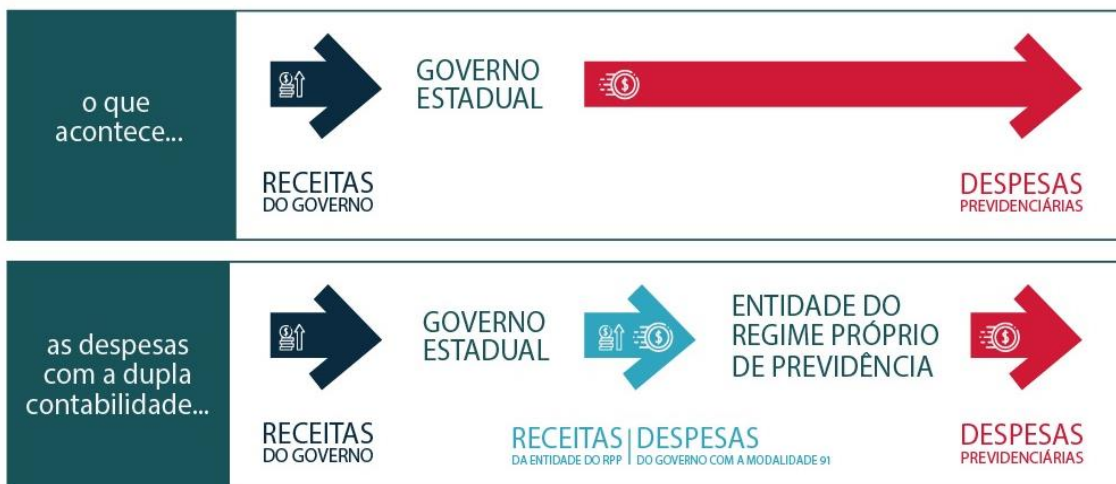 o que
acontece...
GOVERNO
ESTADUAL
RECEITAS
DO GOVERNO
DESPESAS
PREVIDENCIÁRIAS
as despesas
com a dupla
contabilidade...
GOVERNO
ESTADUAL
ENTIDADE DO
REGIME PRÓPRIO
DE PREVIDÊNCIA
RECEITAS
DO GOVERNO
RECEITAS | DESPESAS
DA ENTIDADE DO RPP | DO GOVERNO COM A MODALIDADE 91
DESPESAS
PREVIDENCIÁRIAS